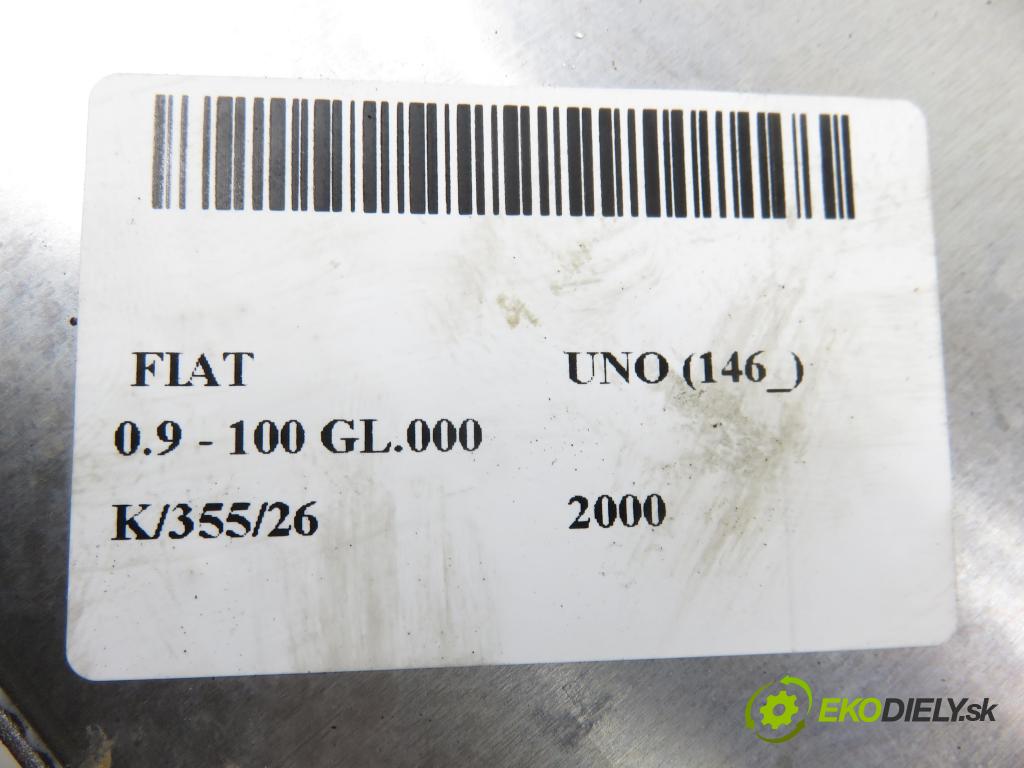 FIAT UNO (146_)
0.9 - 100 GL.000
K/355/26 2000
EKODIELY.sk